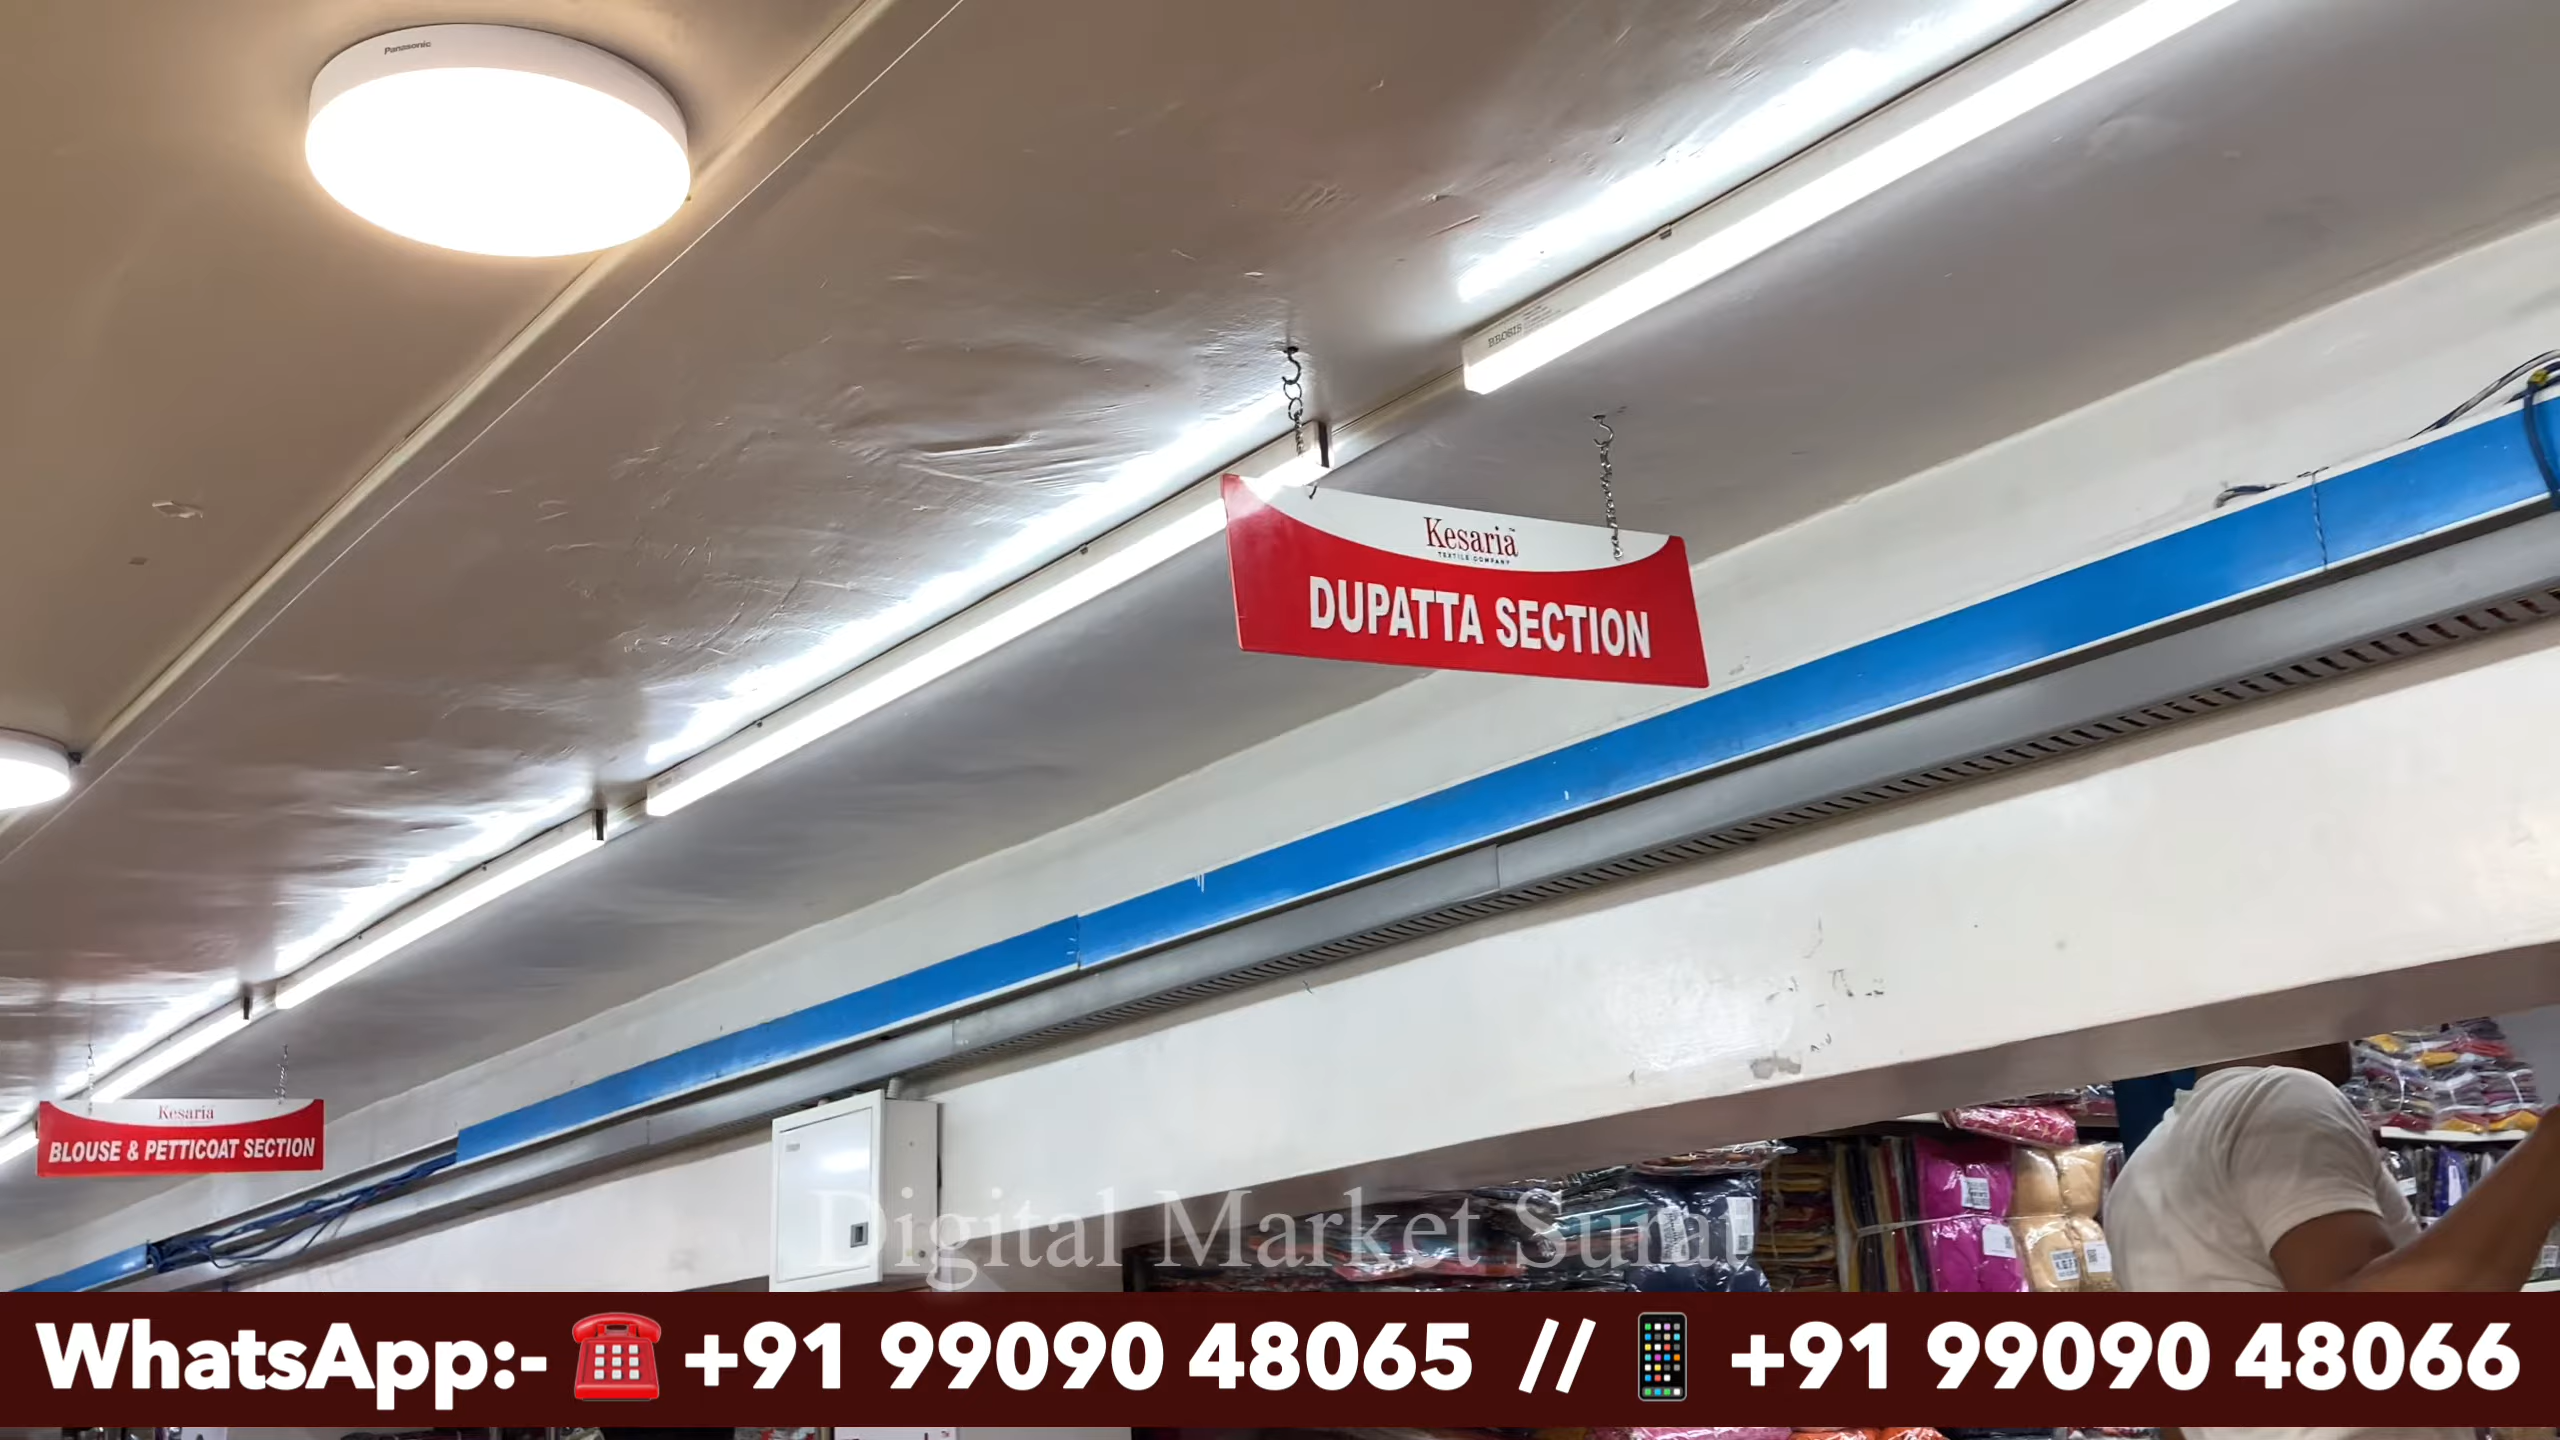 Panasonic
Kesaria
TEXTILE COMPANY
DUPATTA SECTION
Kesaria
BLOUSE & PETTICOAT SECTION
Digital Market Surat
WhatsApp:- ☎️ +91 99090 48065 // 📱 +91 99090 48066